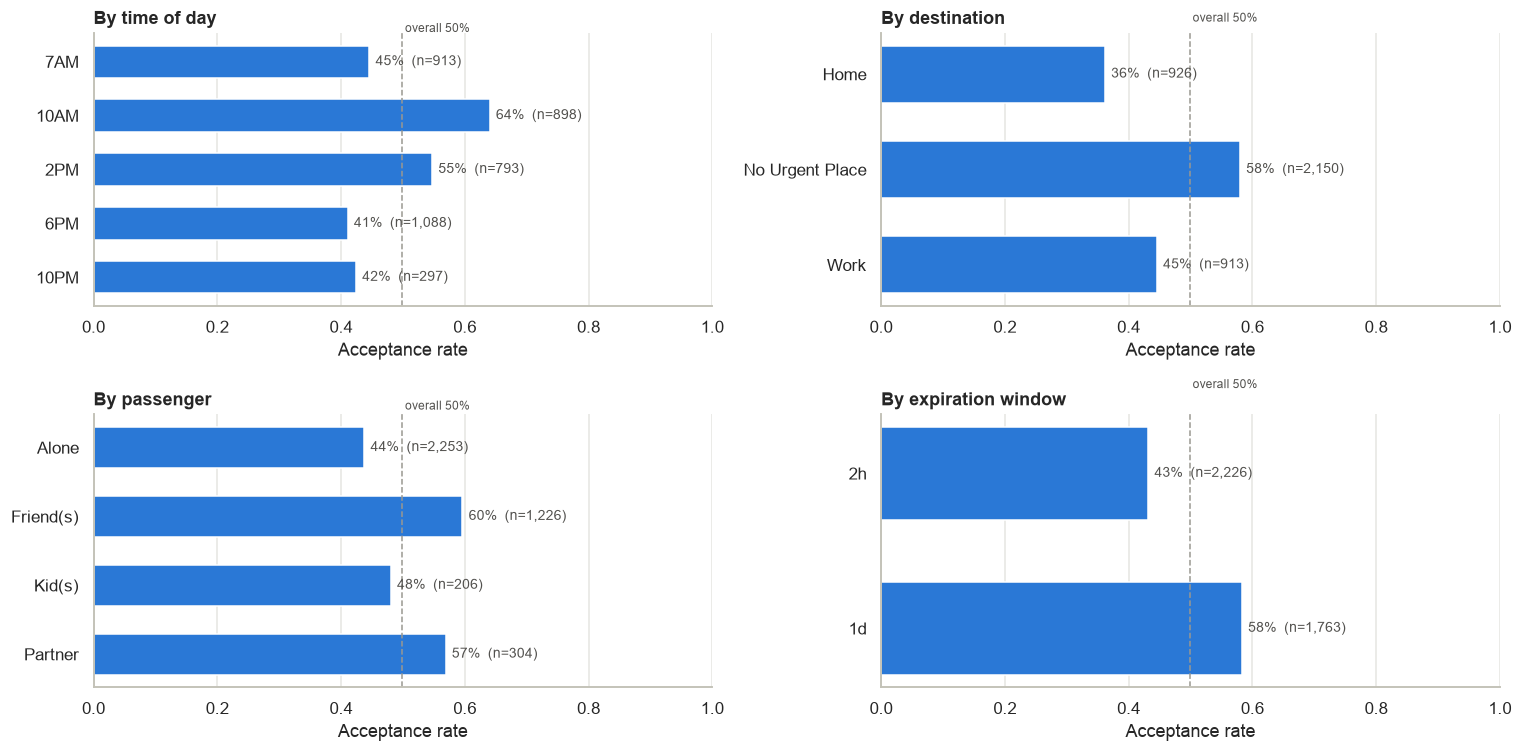 By time of day
overall 50%
7AM
45% (n=913)
10AM
64% (n=898)
2PM
55% (n=793)
6PM
41% (n=1,088)
10PM
42% (n=297)
0.0 0.2 0.4 0.6 0.8 1.0
Acceptance rate
By destination
overall 50%
Home
36% (n=926)
No Urgent Place
58% (n=2,150)
Work
45% (n=913)
0.0 0.2 0.4 0.6 0.8 1.0
Acceptance rate
By passenger
overall 50%
Alone
44% (n=2,253)
Friend(s)
60% (n=1,226)
Kid(s)
48% (n=206)
Partner
57% (n=304)
0.0 0.2 0.4 0.6 0.8 1.0
Acceptance rate
By expiration window
overall 50%
2h
43% (n=2,226)
1d
58% (n=1,763)
0.0 0.2 0.4 0.6 0.8 1.0
Acceptance rate